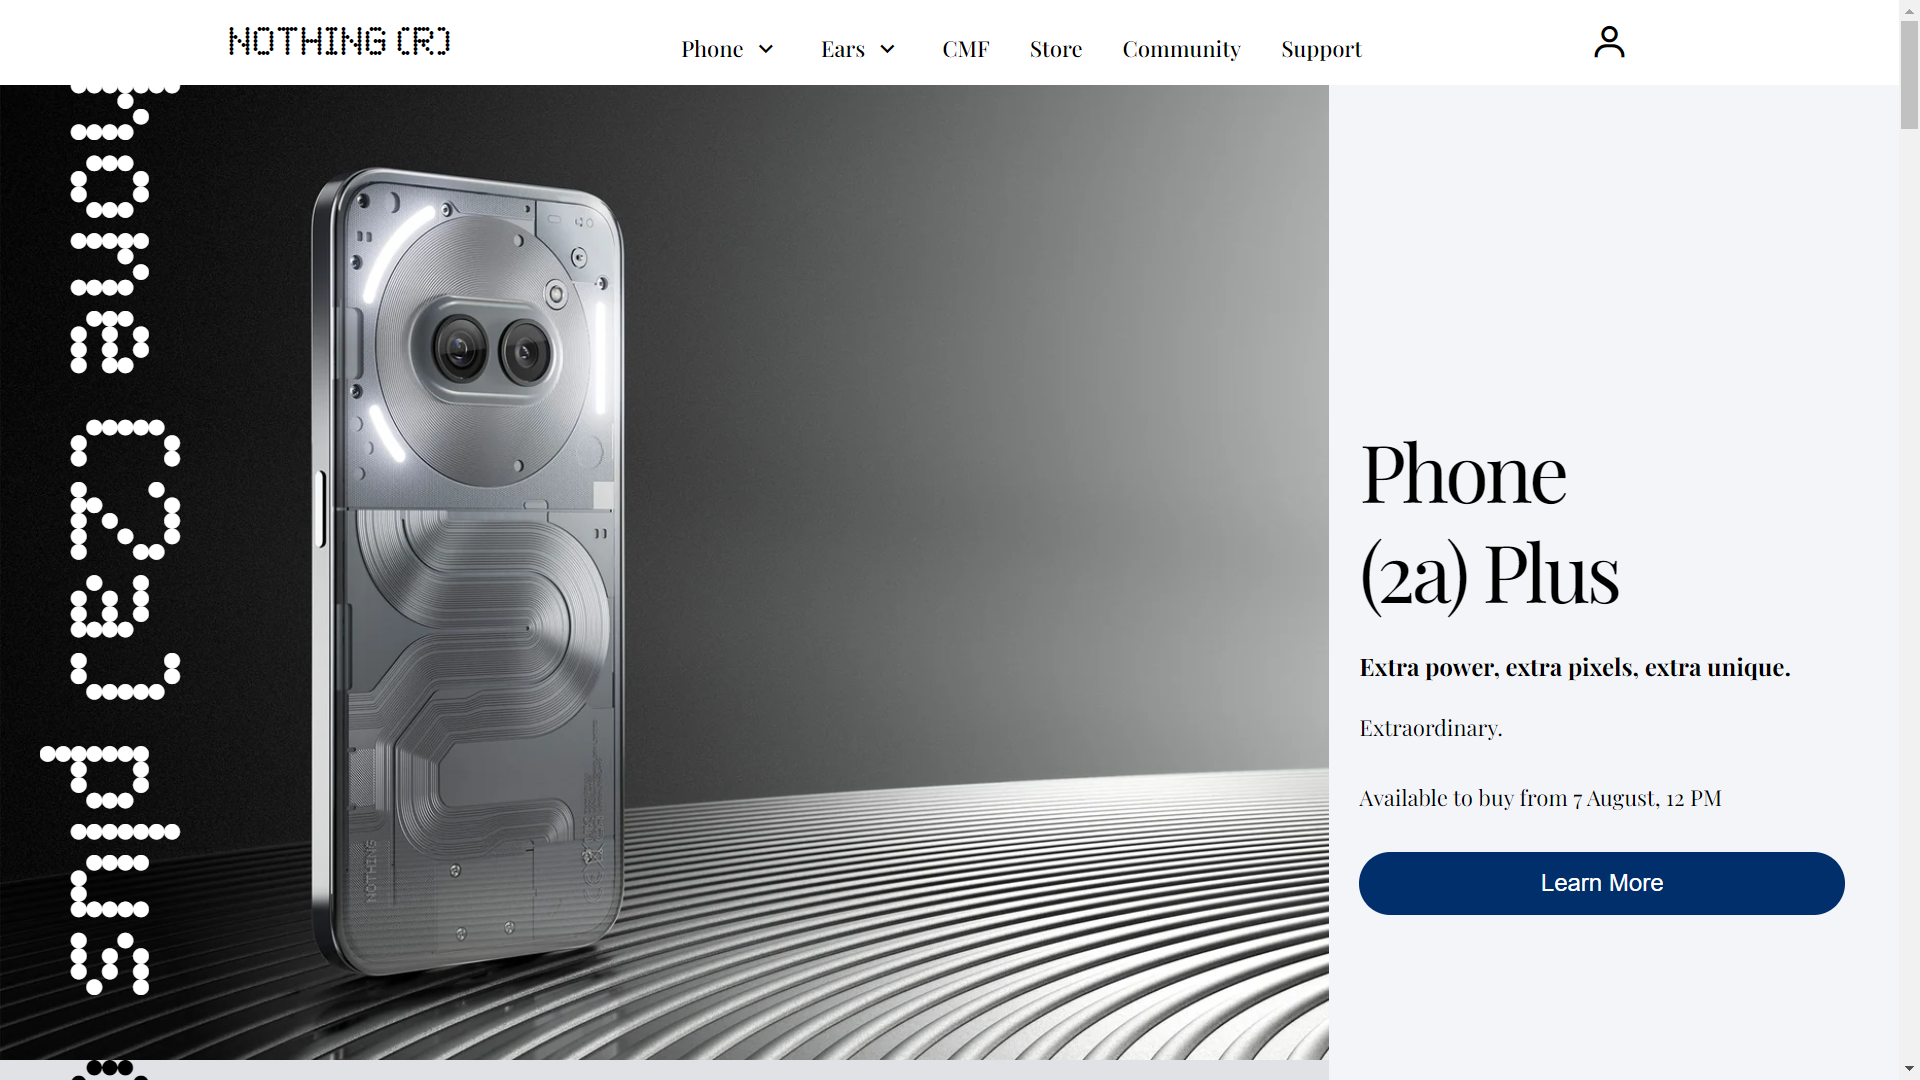 NOTHING (R)
Phone
Ears
CMF
Store
Community
Support
Phone
(2a) Plus
Extra power, extra pixels, extra unique.
Extraordinary.
Available to buy from 7 August, 12 PM
Learn More
(2a) plus
NOTHING